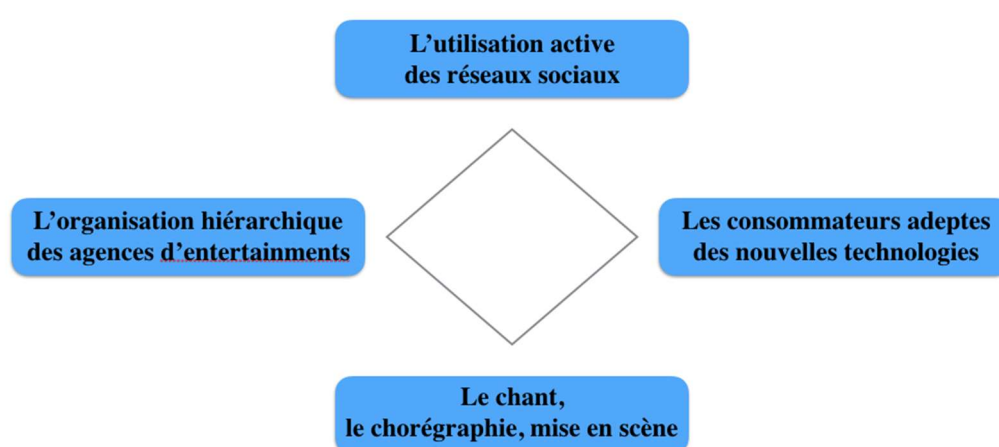 L’utilisation active
des réseaux sociaux
L’organisation hiérarchique
des agences d’entertainments
Les consommateurs adeptes
des nouvelles technologies
Le chant,
le chorégraphie, mise en scène